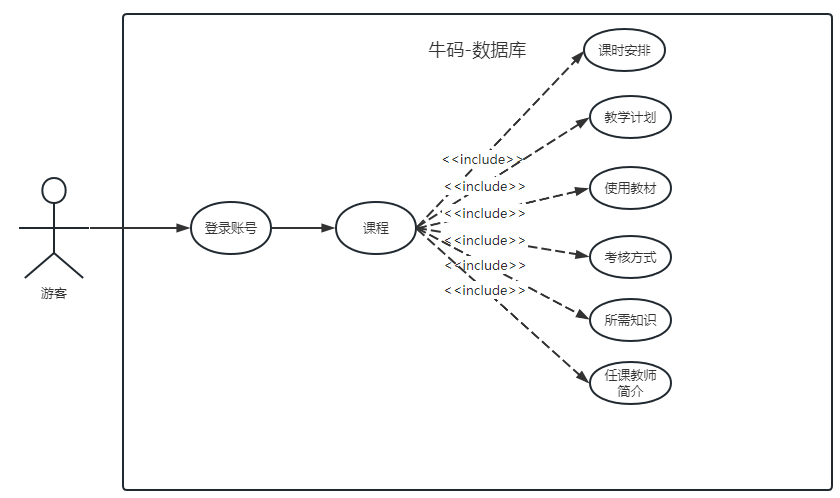 牛码-数据库
课时安排
教学计划
<<include>>
<<include>>
使用教材
<<include>>
登录账号
课程
<<include>>
考核方式
<<include>>
<<include>>
游客
所需知识
任课教师
简介